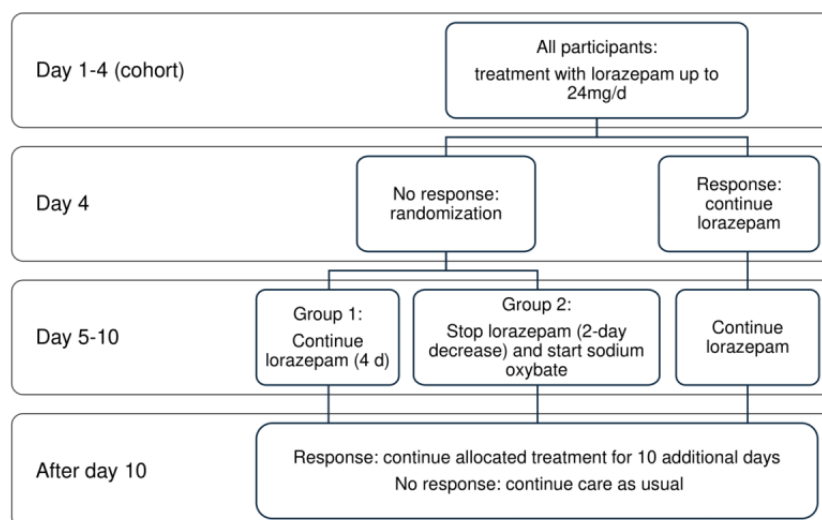 Day 1-4 (cohort)
All participants:
treatment with lorazepam up to
24mg/d
Day 4
No response:
randomization
Response:
continue
lorazepam
Day 5-10
Group 1:
Continue
lorazepam (4 d)
Group 2:
Stop lorazepam (2-day
decrease) and start sodium
oxybate
Continue
lorazepam
After day 10
Response: continue allocated treatment for 10 additional days
No response: continue care as usual